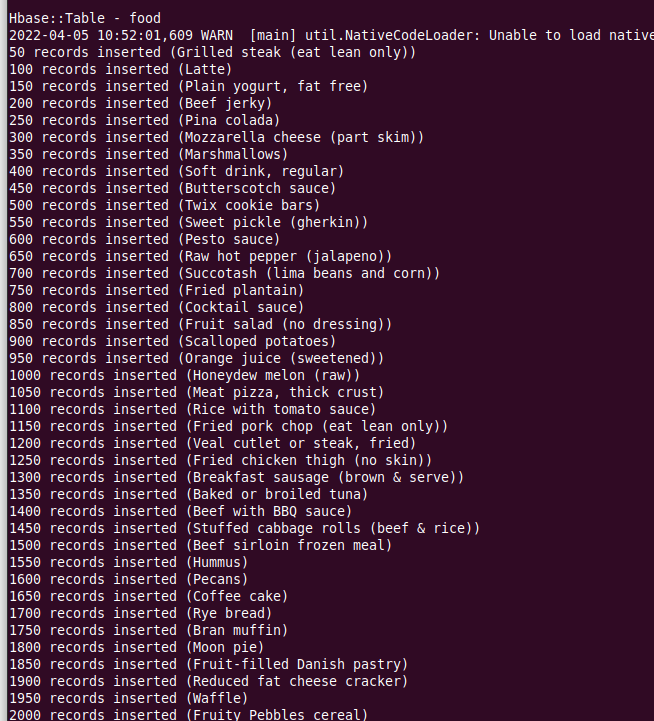 Hbase::Table - food
2022-04-05 10:52:01,609 WARN  [main] util.NativeCodeLoader: Unable to load native
50 records inserted (Grilled steak (eat lean only))
100 records inserted (Latte)
150 records inserted (Plain yogurt, fat free)
200 records inserted (Beef jerky)
250 records inserted (Pina colada)
300 records inserted (Mozzarella cheese (part skim))
350 records inserted (Marshmallows)
400 records inserted (Soft drink, regular)
450 records inserted (Butterscotch sauce)
500 records inserted (Twix cookie bars)
550 records inserted (Sweet pickle (gherkin))
600 records inserted (Pesto sauce)
650 records inserted (Raw hot pepper (jalapeno))
700 records inserted (Succotash (lima beans and corn))
750 records inserted (Fried plantain)
800 records inserted (Cocktail sauce)
850 records inserted (Fruit salad (no dressing))
900 records inserted (Scalloped potatoes)
950 records inserted (Orange juice (sweetened))
1000 records inserted (Honeydew melon (raw))
1050 records inserted (Meat pizza, thick crust)
1100 records inserted (Rice with tomato sauce)
1150 records inserted (Fried pork chop (eat lean only))
1200 records inserted (Veal cutlet or steak, fried)
1250 records inserted (Fried chicken thigh (no skin))
1300 records inserted (Breakfast sausage (brown & serve))
1350 records inserted (Baked or broiled tuna)
1400 records inserted (Beef with BBQ sauce)
1450 records inserted (Stuffed cabbage rolls (beef & rice))
1500 records inserted (Beef sirloin frozen meal)
1550 records inserted (Hummus)
1600 records inserted (Pecans)
1650 records inserted (Coffee cake)
1700 records inserted (Rye bread)
1750 records inserted (Bran muffin)
1800 records inserted (Moon pie)
1850 records inserted (Fruit-filled Danish pastry)
1900 records inserted (Reduced fat cheese cracker)
1950 records inserted (Waffle)
2000 records inserted (Fruity Pebbles cereal)